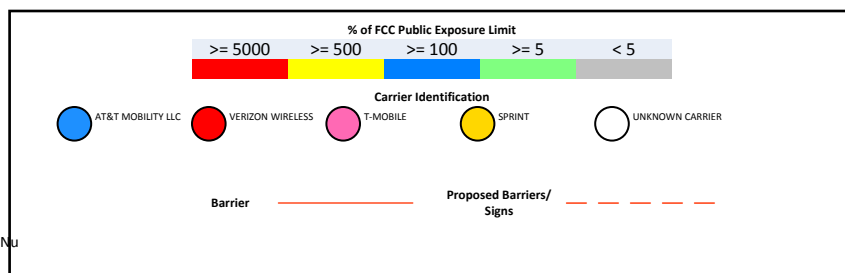 % of FCC Public Exposure Limit
>= 5000 >= 500 >= 100 >= 5 < 5
Carrier Identification
AT&T MOBILITY LLC VERIZON WIRELESS T-MOBILE SPRINT UNKNOWN CARRIER
Barrier Proposed Barriers/
Signs
Nu